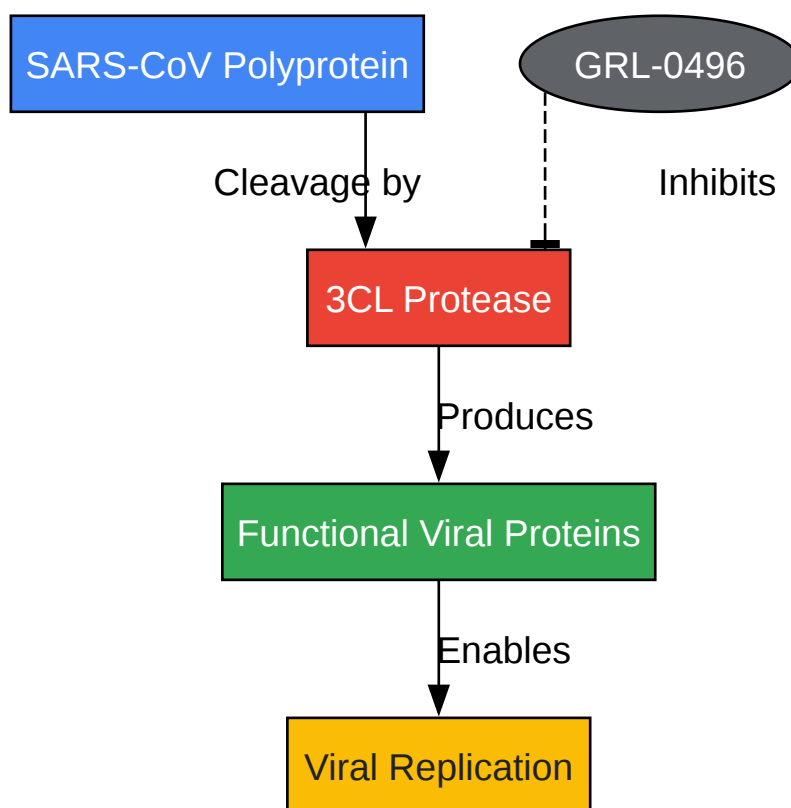 SARS-CoV Polyprotein
GRL-0496
Cleavage by
Inhibits
3CL Protease
Produces
Functional Viral Proteins
Enables
Viral Replication